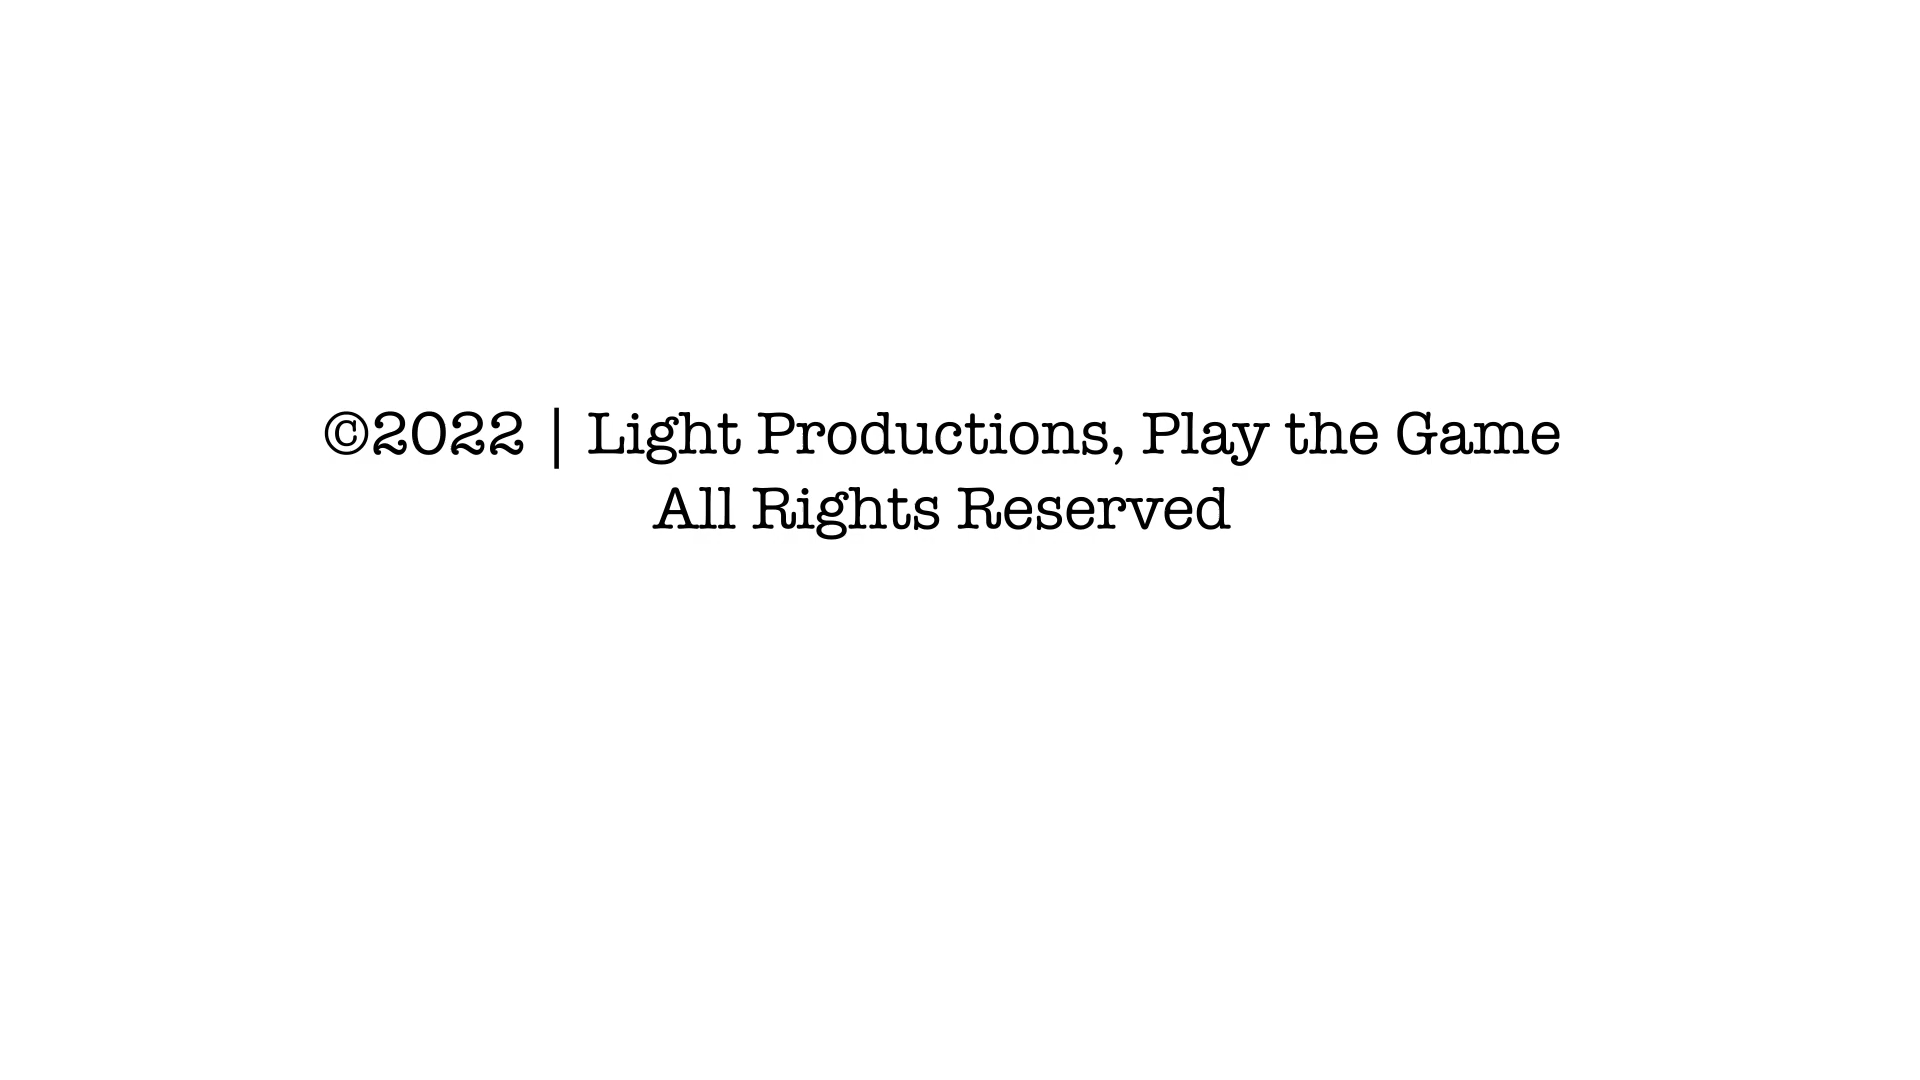 ©2022 | Light Productions, Play the Game
All Rights Reserved